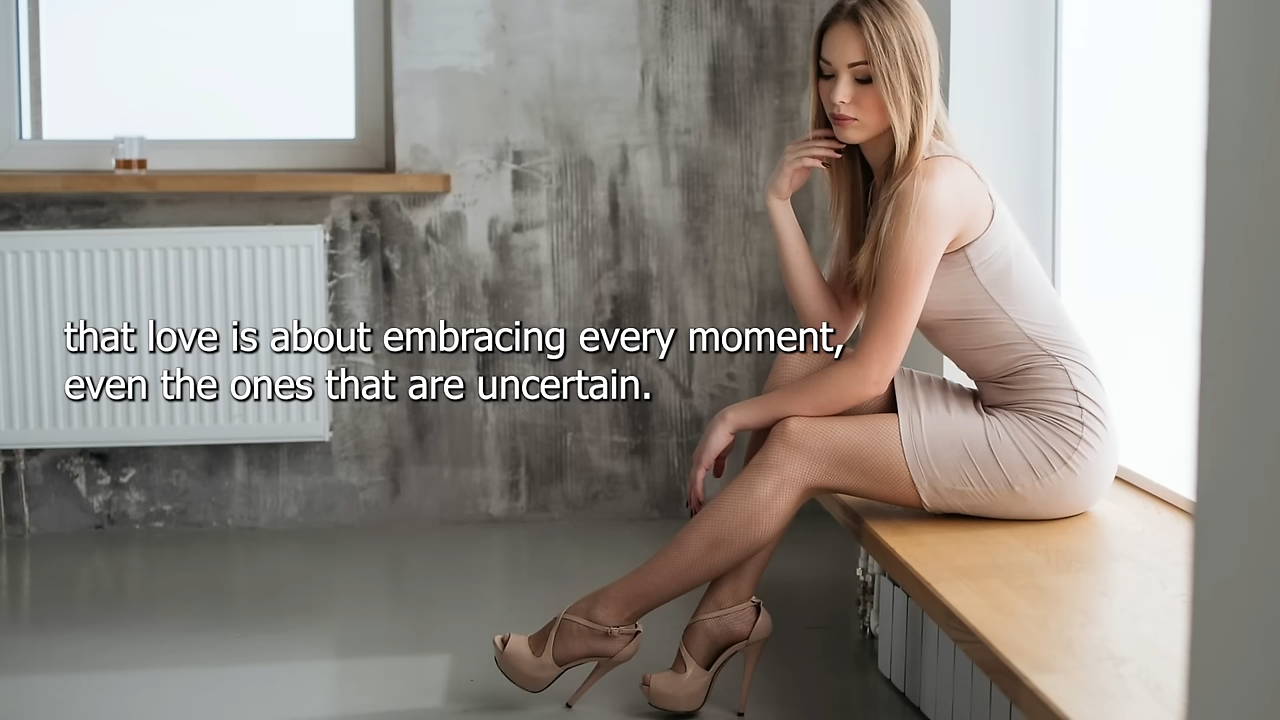 that love is about embracing every moment,
even the ones that are uncertain.